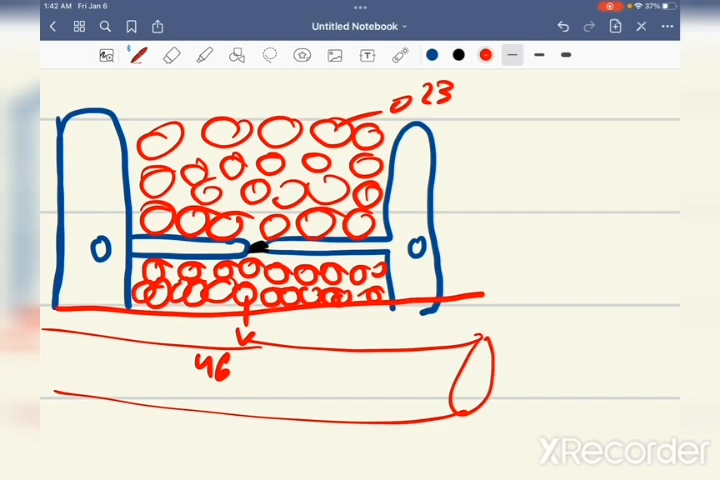 1:42 AM Fri Jan 6
37%
Untitled Notebook
23
46
XRecorder